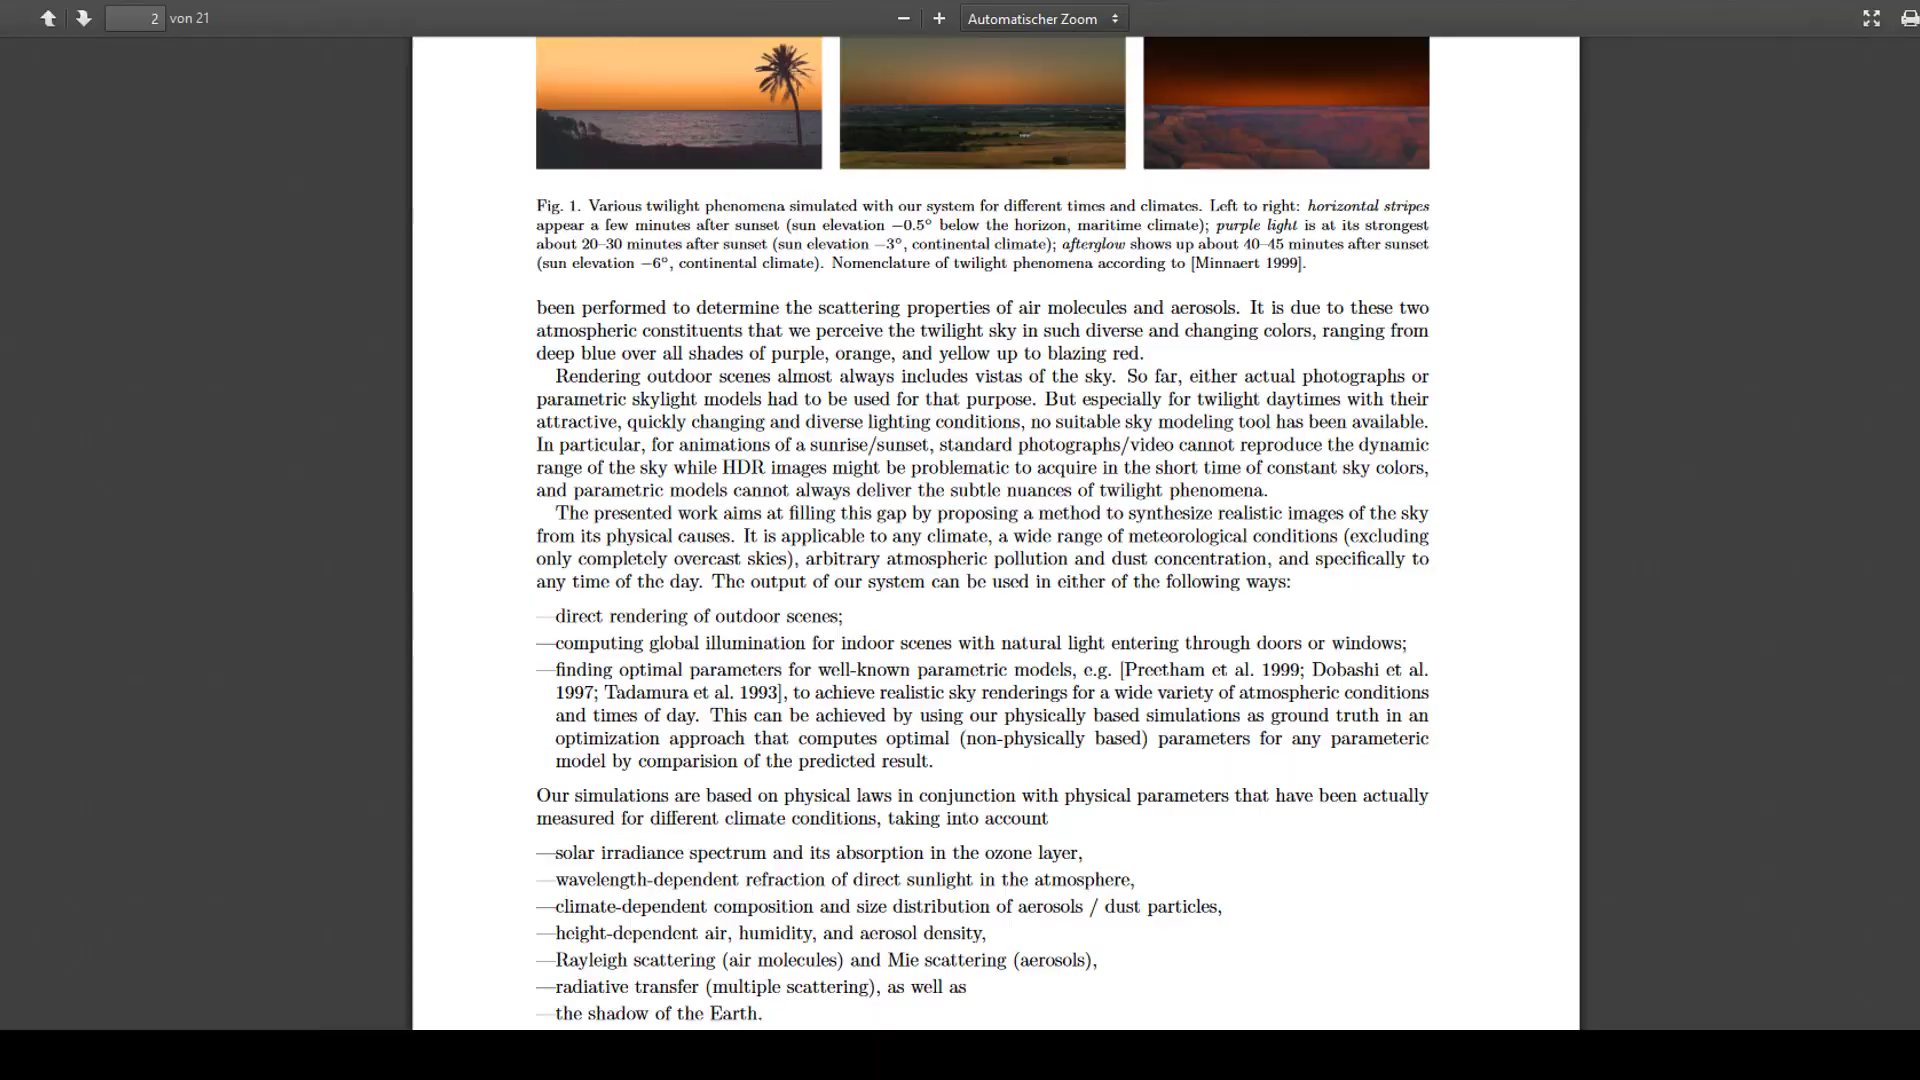 2 von 21 Automatischer Zoom
Fig. 1. Various twilight phenomena simulated with our system for different times and climates. Left to right: horizontal stripes
appear a few minutes after sunset (sun elevation −0.5° below the horizon, maritime climate); purple light is at its strongest
about 20–30 minutes after sunset (sun elevation −3°, continental climate); afterglow shows up about 40–45 minutes after sunset
(sun elevation −6°, continental climate). Nomenclature of twilight phenomena according to [Minnaert 1999].
been performed to determine the scattering properties of air molecules and aerosols. It is due to these two
atmospheric constituents that we perceive the twilight sky in such diverse and changing colors, ranging from
deep blue over all shades of purple, orange, and yellow up to blazing red.
Rendering outdoor scenes almost always includes vistas of the sky. So far, either actual photographs or
parametric skylight models had to be used for that purpose. But especially for twilight daytimes with their
attractive, quickly changing and diverse lighting conditions, no suitable sky modeling tool has been available.
In particular, for animations of a sunrise/sunset, standard photographs/video cannot reproduce the dynamic
range of the sky while HDR images might be problematic to acquire in the short time of constant sky colors,
and parametric models cannot always deliver the subtle nuances of twilight phenomena.
The presented work aims at filling this gap by proposing a method to synthesize realistic images of the sky
from its physical causes. It is applicable to any climate, a wide range of meteorological conditions (excluding
only completely overcast skies), arbitrary atmospheric pollution and dust concentration, and specifically to
any time of the day. The output of our system can be used in either of the following ways:
—direct rendering of outdoor scenes;
—computing global illumination for indoor scenes with natural light entering through doors or windows;
—finding optimal parameters for well-known parametric models, e.g. [Preetham et al. 1999; Dobashi et al.
1997; Tadamura et al. 1993], to achieve realistic sky renderings for a wide variety of atmospheric conditions
and times of day. This can be achieved by using our physically based simulations as ground truth in an
optimization approach that computes optimal (non-physically based) parameters for any parameteric
model by comparision of the predicted result.
Our simulations are based on physical laws in conjunction with physical parameters that have been actually
measured for different climate conditions, taking into account
—solar irradiance spectrum and its absorption in the ozone layer,
—wavelength-dependent refraction of direct sunlight in the atmosphere,
—climate-dependent composition and size distribution of aerosols / dust particles,
—height-dependent air, humidity, and aerosol density,
—Rayleigh scattering (air molecules) and Mie scattering (aerosols),
—radiative transfer (multiple scattering), as well as
—the shadow of the Earth.